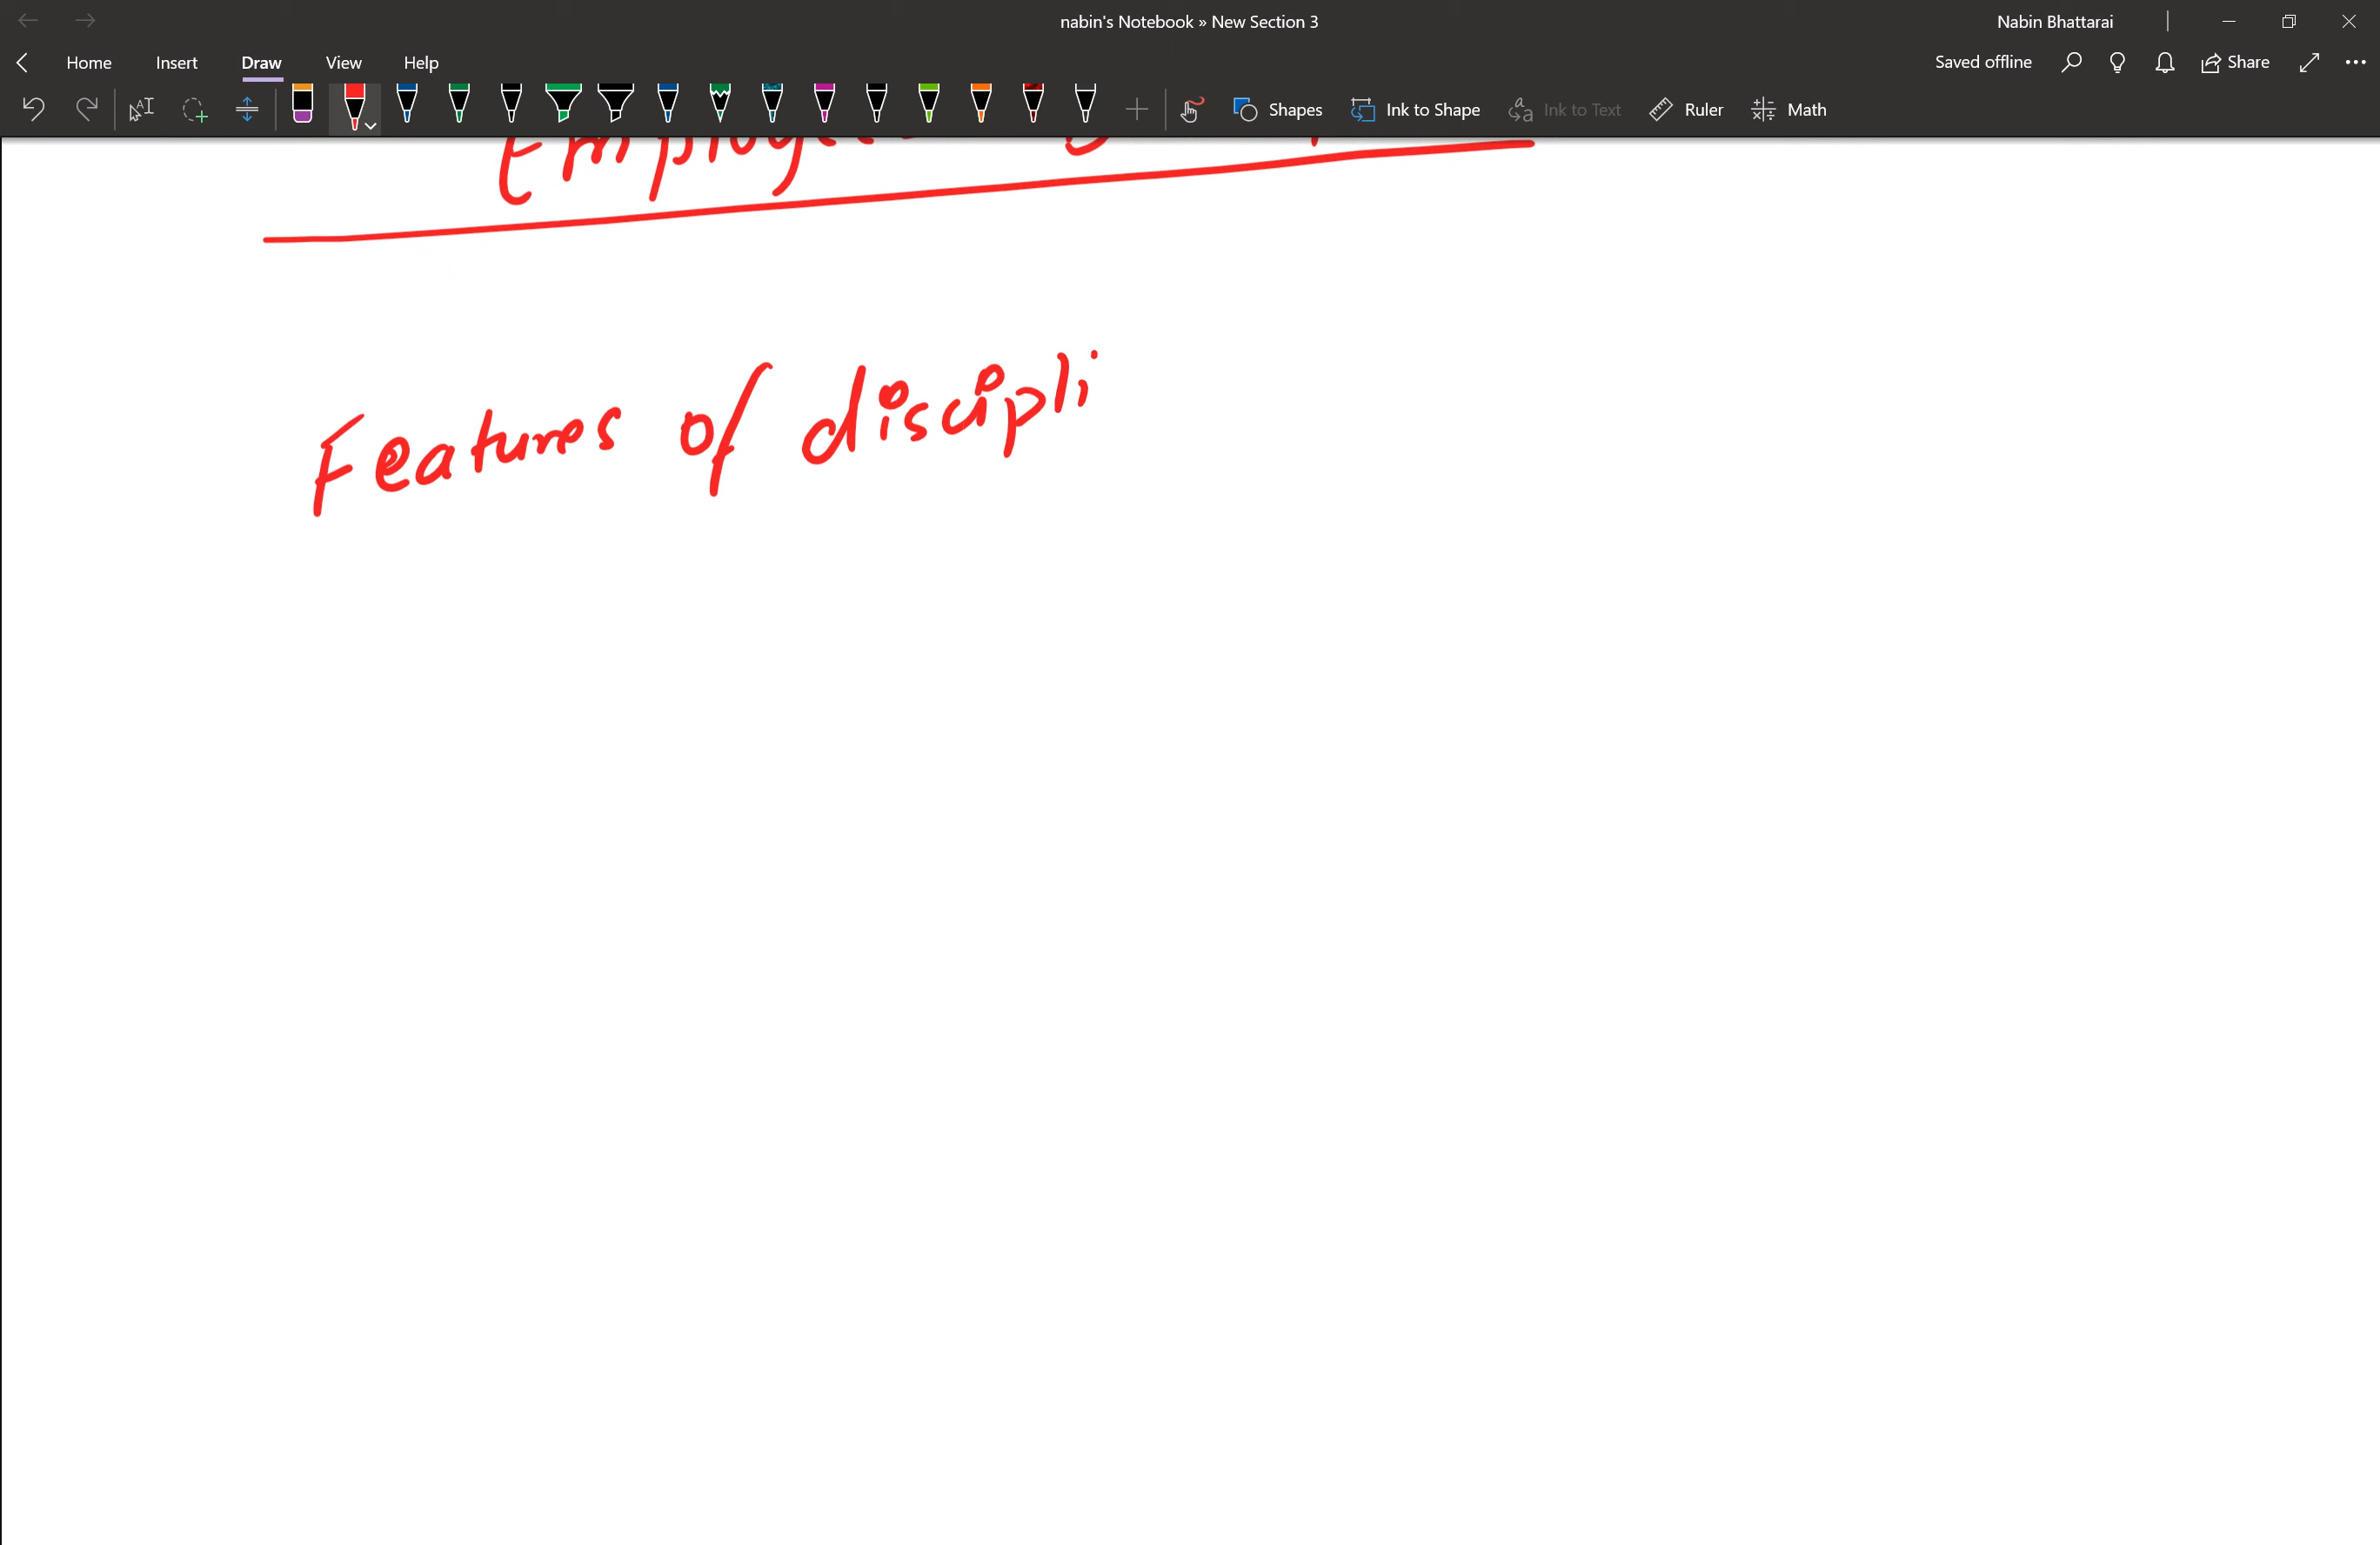 nabin's Notebook » New Section 3
Nabin Bhattarai
Home Insert Draw View Help
Saved offline
Share
Shapes Ink to Shape Ink to Text Ruler Math
Features of discipli